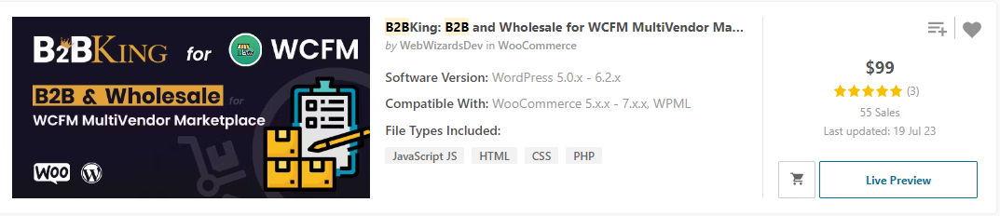 B2BKING for WCFM
B2B & Wholesale for
WCFM MultiVendor Marketplace
WOO
B2BKing: B2B and Wholesale for WCFM MultiVendor Ma...
by WebWizardsDev in WooCommerce
Software Version: WordPress 5.0.x - 6.2.x
Compatible With: WooCommerce 5.x.x - 7.x.x, WPML
File Types Included:
JavaScript JS HTML CSS PHP
$99
(3)
55 Sales
Last updated: 19 Jul 23
Live Preview